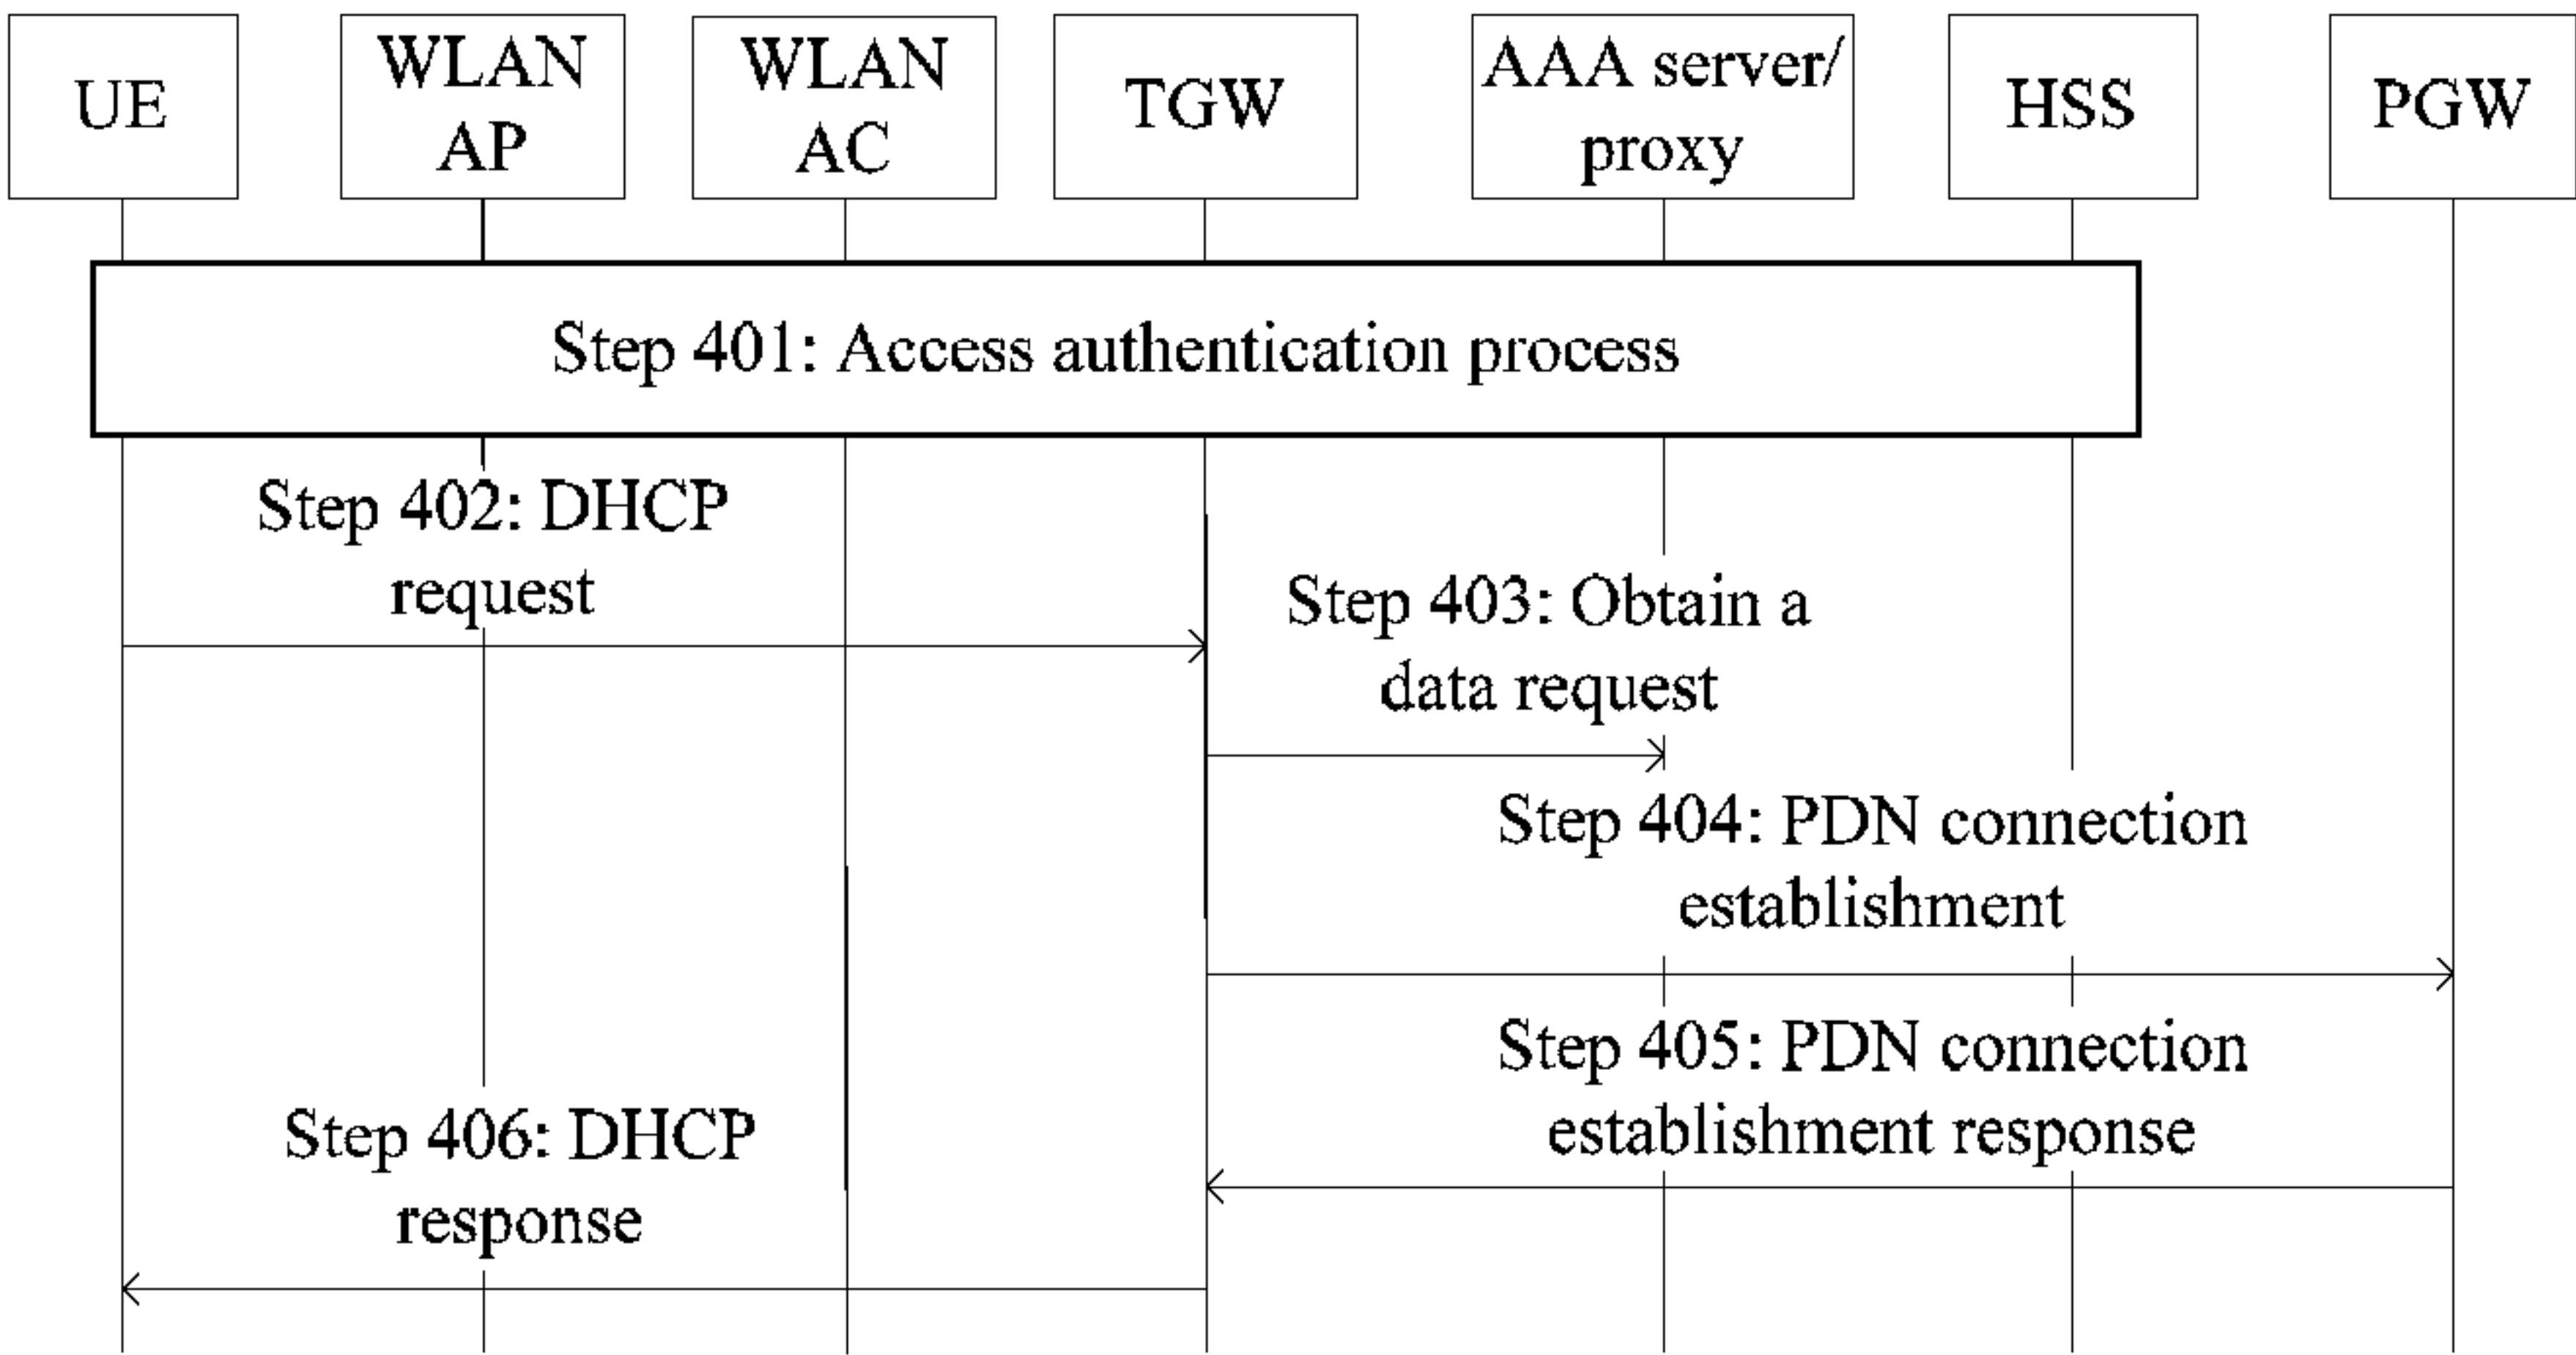 UE
WLAN
AP
WLAN
AC
TGW
AAA server/
proxy
HSS
PGW
Step 401: Access authentication process
Step 402: DHCP
request
Step 403: Obtain a
data request
Step 404: PDN connection
establishment
Step 405: PDN connection
establishment response
Step 406: DHCP
response